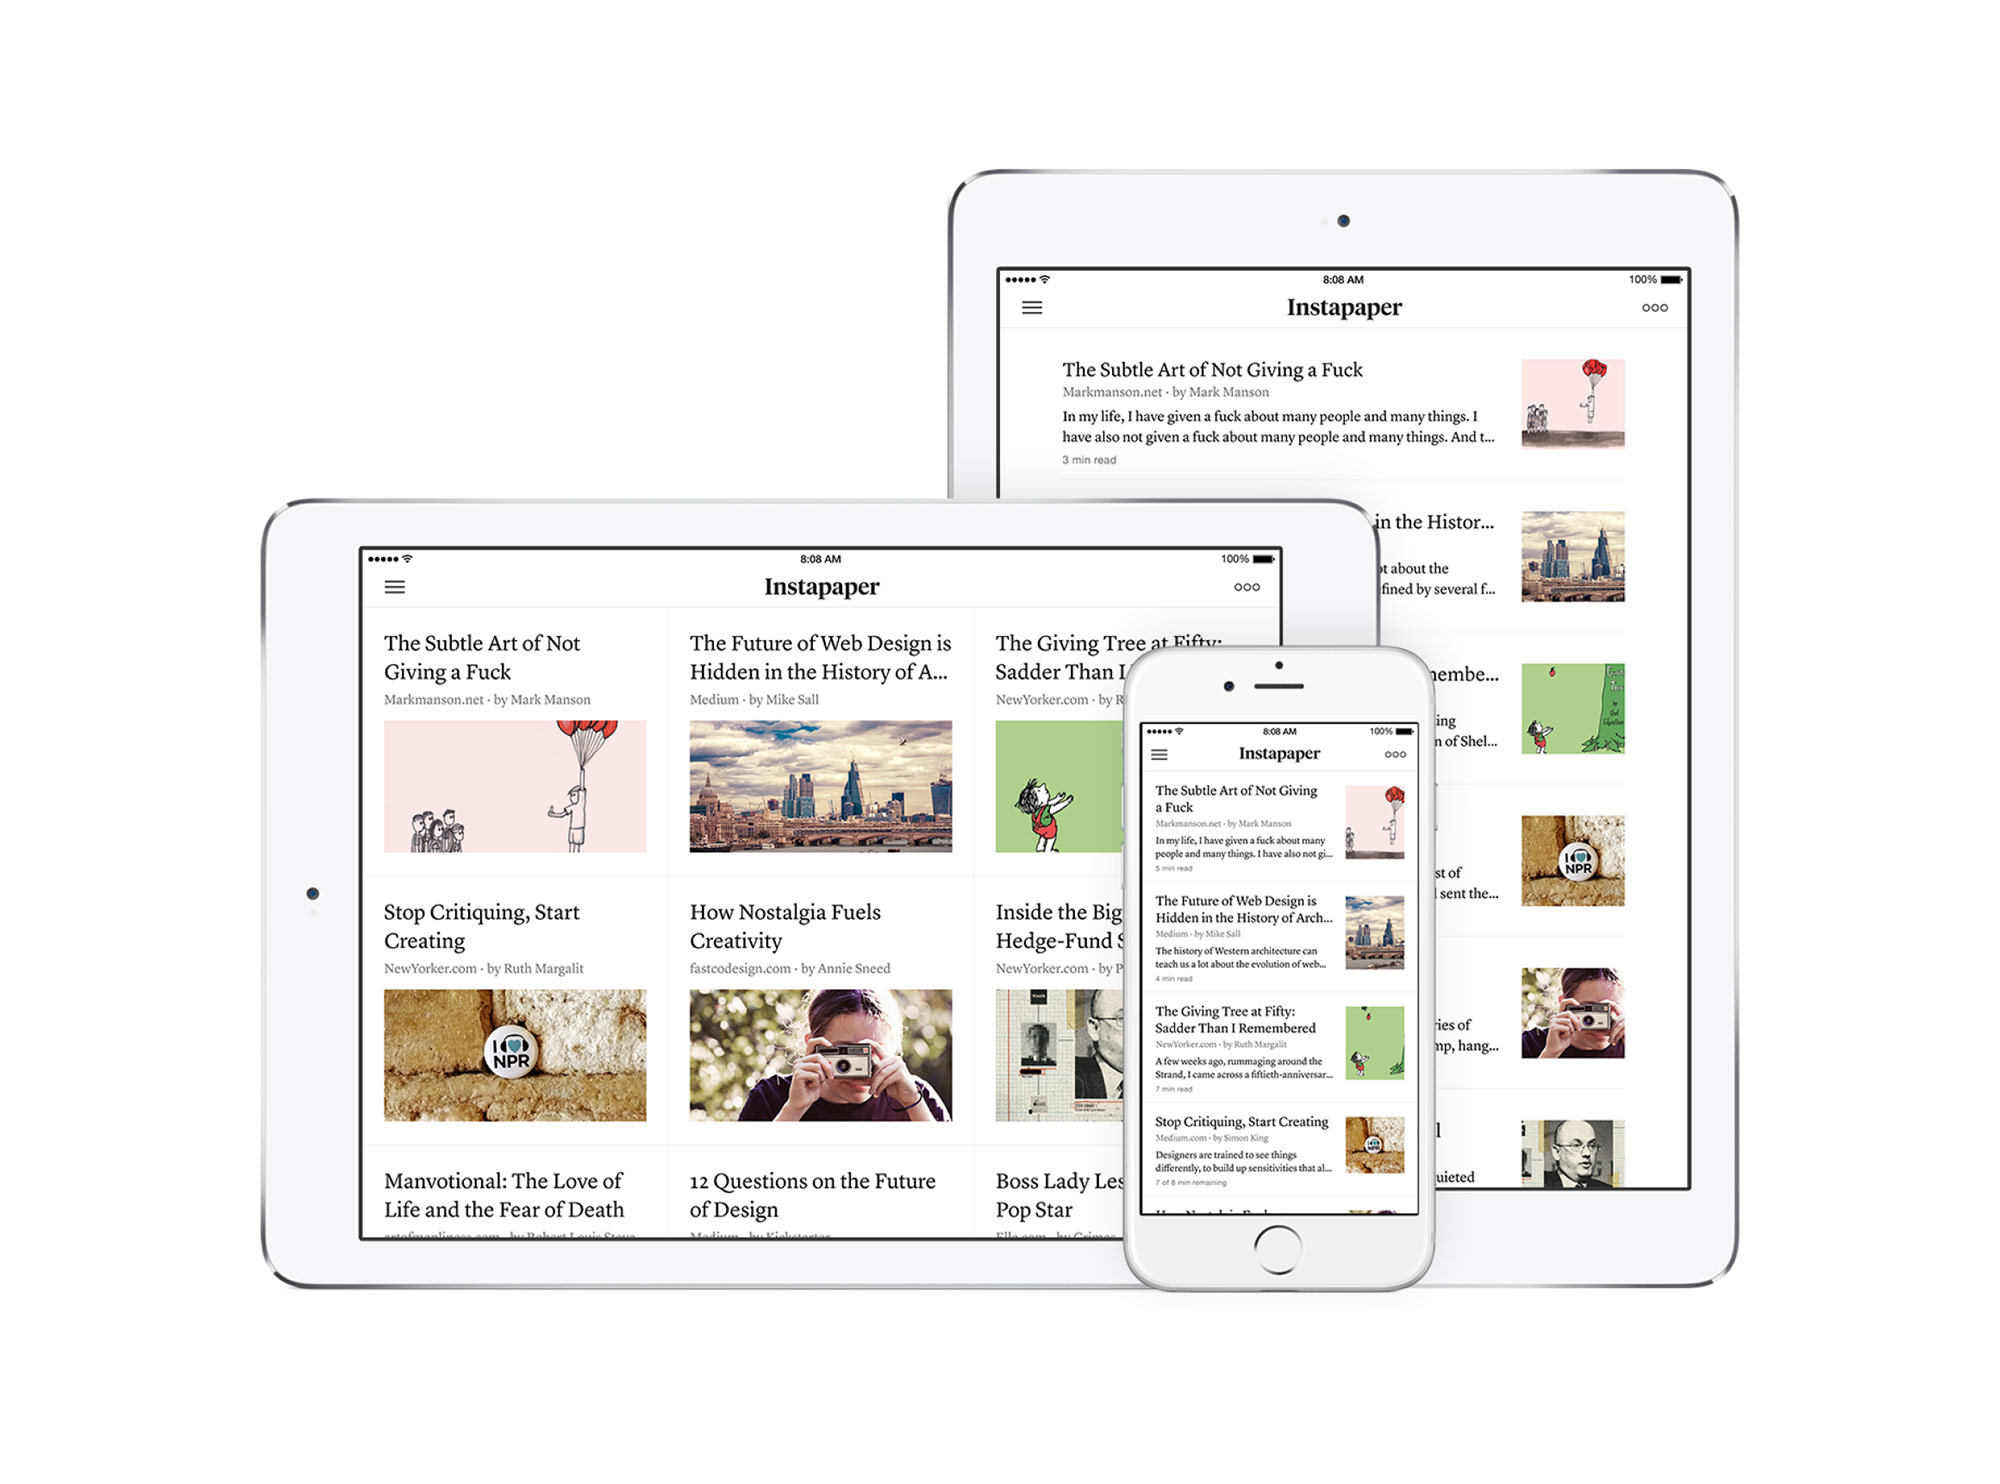 8:08 AM
100%
Instapaper
The Subtle Art of Not Giving a Fuck
Markmanson.net · by Mark Manson
In my life, I have given a fuck about many people and many things. I
have also not given a fuck about many people and many things. And t...
3 min read
in the Histor...
about the
by several f...
of Shel...
of
sent the...
of
hang...
8:08 AM
100%
Instapaper
The Subtle Art of Not
Giving a Fuck
Markmanson.net · by Mark Manson
The Future of Web Design is
Hidden in the History of A...
Medium · by Mike Sall
The Giving Tree at Fifty:
Sadder Than I
NewYorker.com · by R
Stop Critiquing, Start
Creating
NewYorker.com · by Ruth Margalit
I
NPR
How Nostalgia Fuels
Creativity
fastcodesign.com · by Annie Sneed
Inside the Big
Hedge-Fund S
NewYorker.com · by P
Manvotional: The Love of
Life and the Fear of Death
12 Questions on the Future
of Design
Medium · by Kickstarter
Boss Lady Les
Pop Star
8:08 AM
100%
Instapaper
The Subtle Art of Not Giving
a Fuck
Markmanson.net · by Mark Manson
In my life, I have given a fuck about many
people and many things. I have also not gi...
5 min read
The Future of Web Design is
Hidden in the History of Arch...
Medium · by Mike Sall
The history of Western architecture can
teach us a lot about the evolution of web...
4 min read
The Giving Tree at Fifty:
Sadder Than I Remembered
NewYorker.com · by Ruth Margalit
A few weeks ago, rummaging around the
Strand, I came across a fiftieth-anniversar...
7 min read
Stop Critiquing, Start Creating
Medium.com · by Simon King
Designers are trained to see things
differently, to build up sensitivities that al...
7 of 8 min remaining
I
NPR